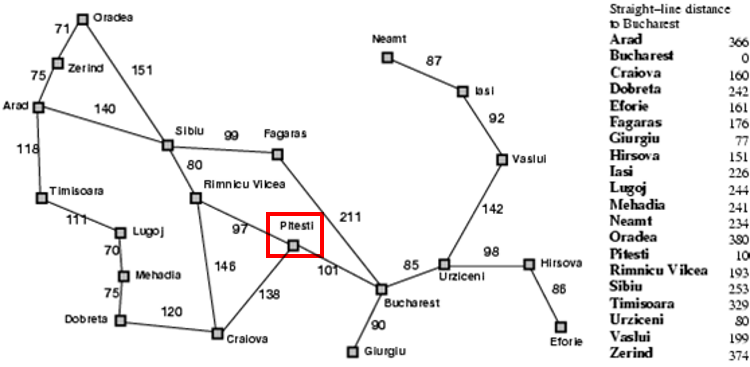 Straight–line distance
to Bucharest
Arad 366
Bucharest 0
Craiova 160
Dobreta 242
Eforie 161
Fagaras 176
Giurgiu 77
Hirsova 151
Iasi 226
Lugoj 244
Mehadia 241
Neamt 234
Oradea 380
Pitesti 10
Rimnicu Vilcea 193
Sibiu 253
Timisoara 329
Urziceni 80
Vaslui 199
Zerind 374
Oradea
71
Neamt
87
Zerind
151
75
Iasi
Arad
140
92
118
Sibiu
99
Fagaras
80
Vaslui
Timisoara
Rimnicu Vilcea
111
211
142
Lugoj
97
Pitesti
70
146
101
85
98
Hirsova
Mehadia
Urziceni
75
138
86
Bucharest
120
Dobreta
90
Craiova
Eforie
Giurgiu